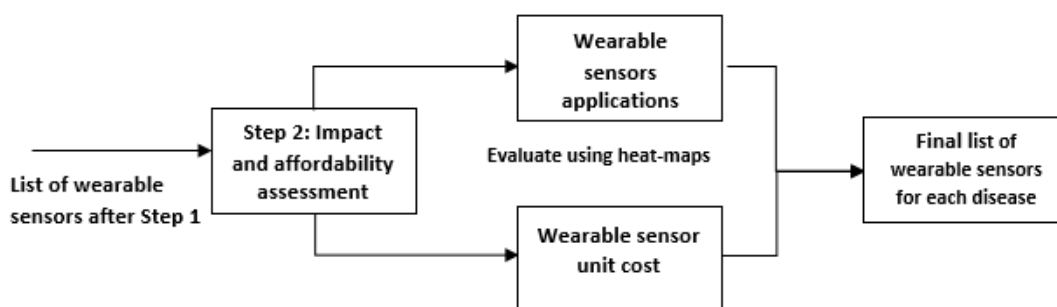 List of wearable
sensors after Step 1
Step 2: Impact
and affordability
assessment
Wearable
sensors
applications
Evaluate using heat-maps
Wearable sensor
unit cost
Final list of
wearable sensors
for each disease